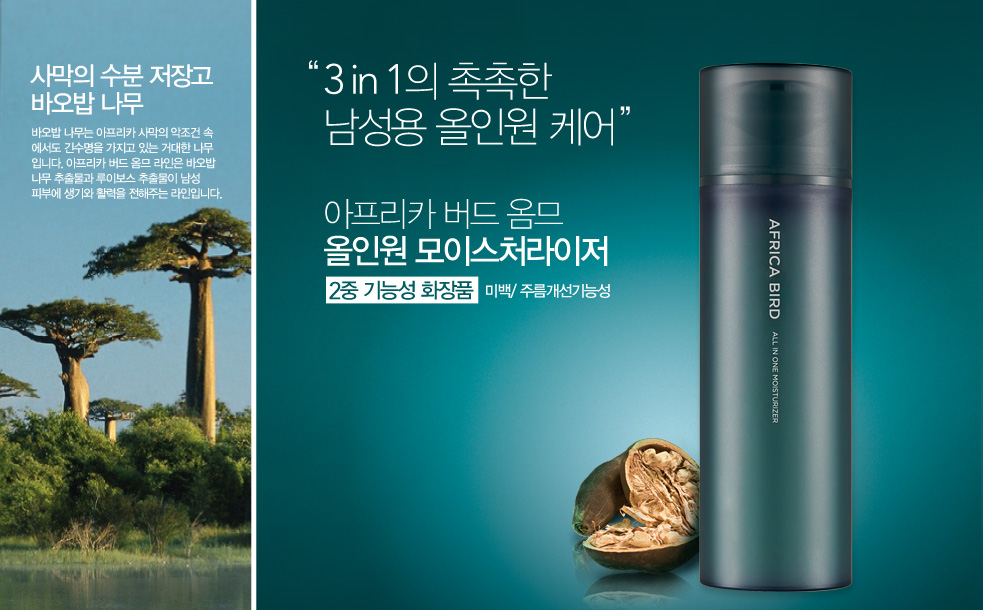 사막의 수분 저장고
바오밥 나무
바오밥 나무는 아프리카 사막의 악조건 속
에서도 긴수명을 가지고 있는 거대한 나무
입니다. 아프리카 버드 옴므 라인은 바오밥
나무 추출물과 루이보스 추출물이 남성
피부에 생기와 활력을 전해주는 라인입니다.
“3 in 1의 촉촉한
남성용 올인원 케어”
아프리카 버드 옴므
올인원 모이스처라이저
2중 기능성 화장품 미백/ 주름개선기능성
AFRICA BIRD ALL IN ONE MOISTURIZER